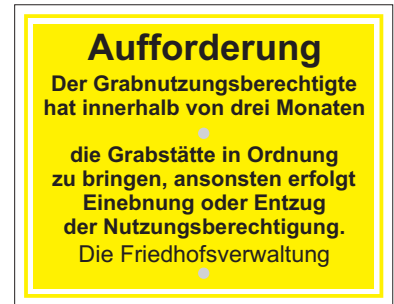 Aufforderung
Der Grabnutzungsberechtigte
hat innerhalb von drei Monaten
die Grabstätte in Ordnung
zu bringen, ansonsten erfolgt
Einebnung oder Entzug
der Nutzungsberechtigung.
Die Friedhofsverwaltung